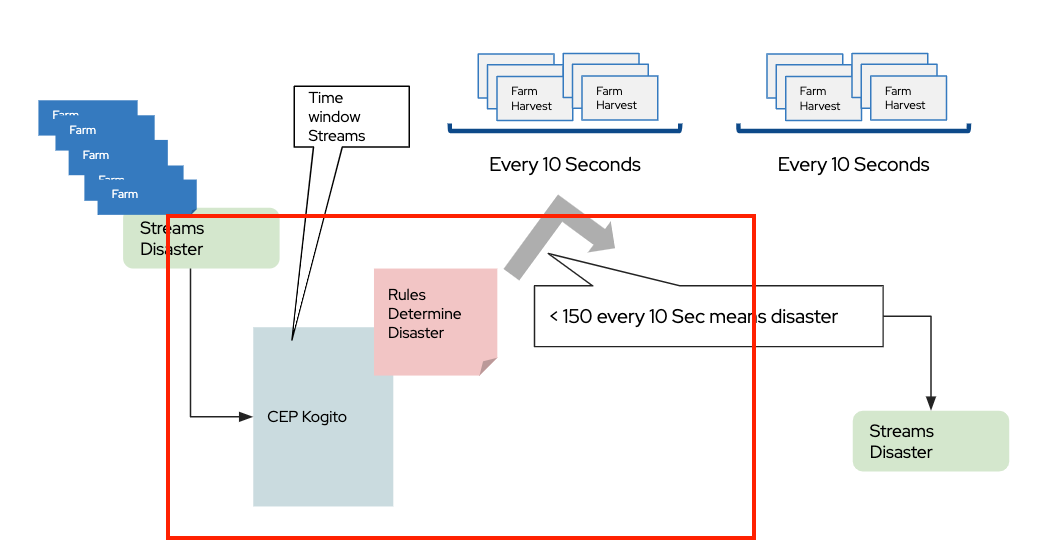 Farm
Farm
Farm
Farm
Farm
Streams
Disaster
Time
window
Streams
Farm
Harvest
Farm
Harvest
Every 10 Seconds
Farm
Harvest
Farm
Harvest
Every 10 Seconds
Rules
Determine
Disaster
< 150 every 10 Sec means disaster
CEP Kogito
Streams
Disaster